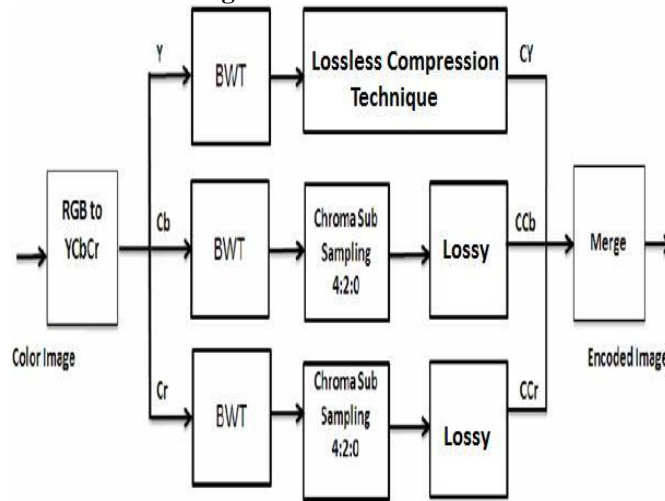 Y
BWT
Lossless Compression
Technique
CY
RGB to
YCbCr
Cb
BWT
Chroma Sub
Sampling
4:2:0
Lossy
CCb
Merge
Color Image
Encoded Image
Cr
BWT
Chroma Sub
Sampling
4:2:0
Lossy
CCr